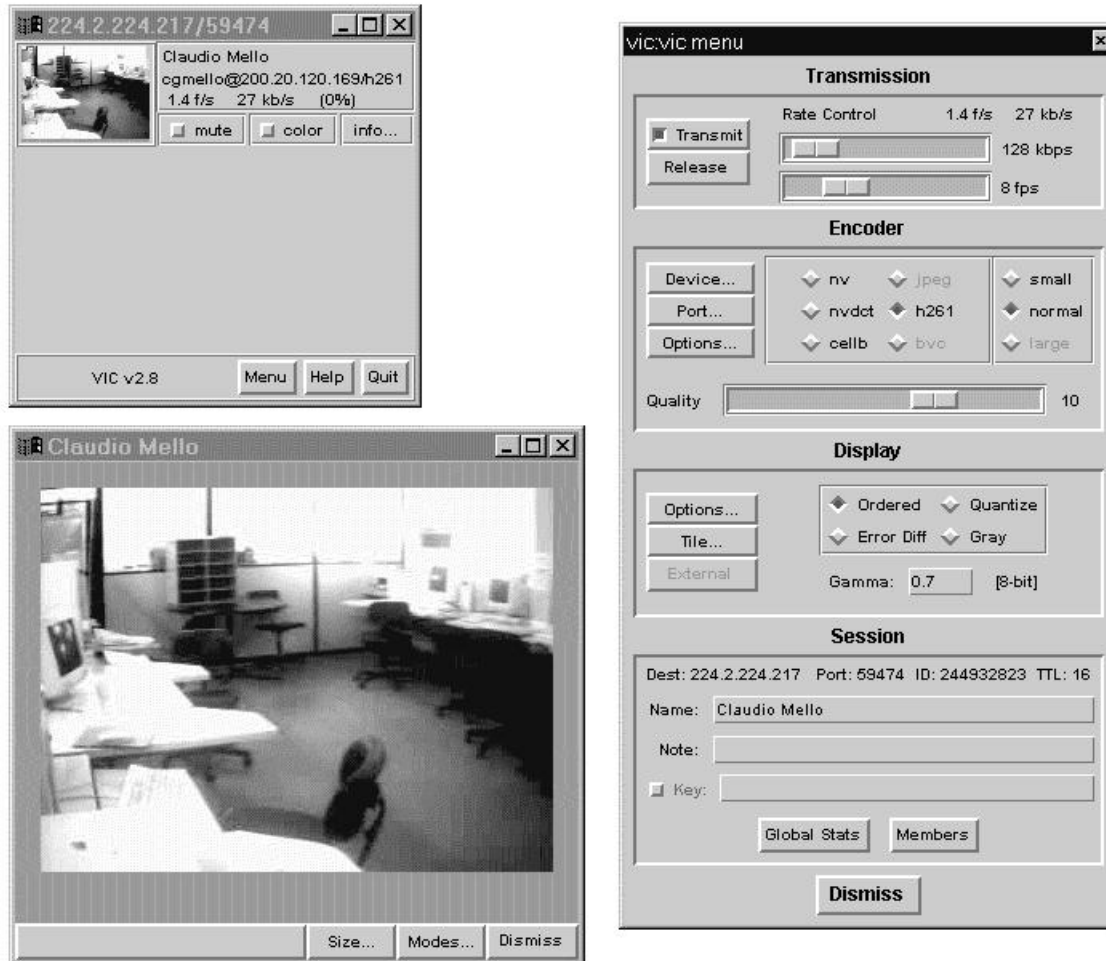 224.2.224.217/59474
Claudio Mello
cgmello@200.20.120.169/h261
1.4 f/s 27 kb/s (0%)
mute color info...
VIC v2.8 Menu Help Quit
Claudio Mello
Size... Modes... Dismiss
vic:vic menu
Transmission
Rate Control 1.4 f/s 27 kb/s
Transmit
128 kbps
Release
8 fps
Encoder
Device... nv jpeg small
Port... nvdct h261 normal
Options... cellb bvc large
Quality 10
Display
Options... Ordered Quantize
Tile... Error Diff Gray
External Gamma: 0.7 [8-bit]
Session
Dest: 224.2.224.217 Port: 59474 ID: 244932823 TTL: 16
Name: Claudio Mello
Note:
Key:
Global Stats Members
Dismiss